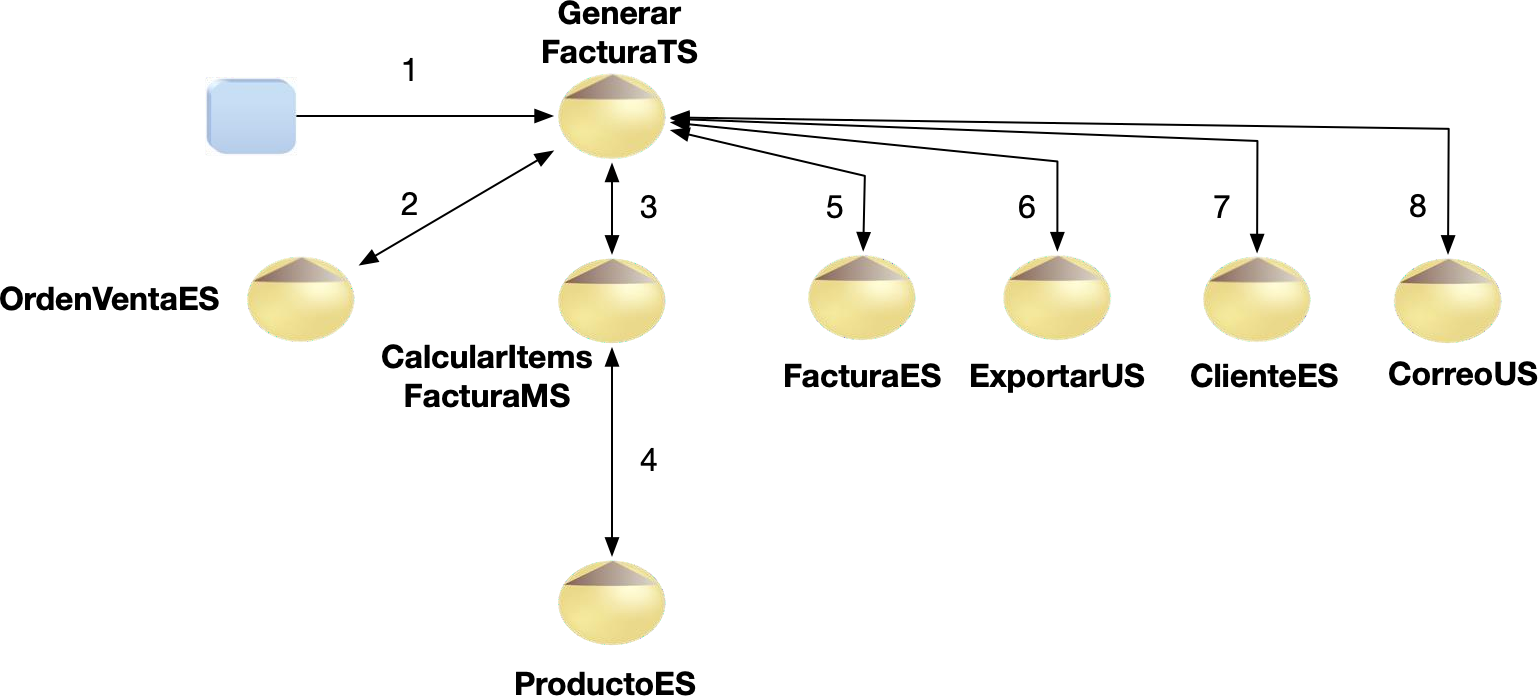 Generar
FacturaTS
1
2
3
5
6
7
8
OrdenVentaES
CalcularItems
FacturaMS
FacturaES
ExportarUS
ClienteES
CorreoUS
4
ProductoES